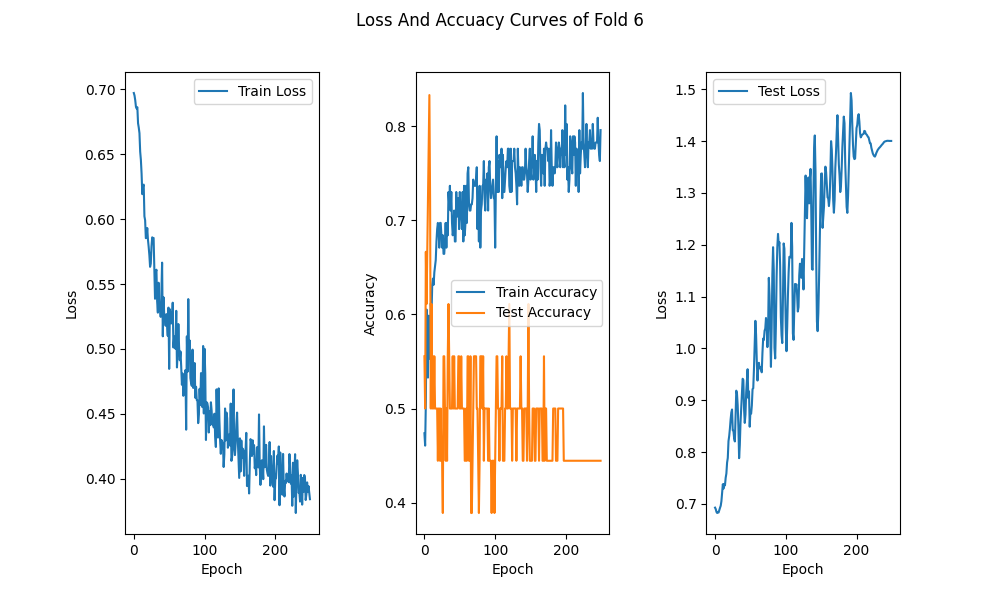 Loss And Accuacy Curves of Fold 6
Loss
0.70
0.65
0.60
0.55
0.50
0.45
0.40
Train Loss
0 100 200
Epoch
Accuracy
0.8
0.7
0.6
0.5
0.4
Train Accuracy
Test Accuracy
0 100 200
Epoch
Loss
1.5
1.4
1.3
1.2
1.1
1.0
0.9
0.8
0.7
Test Loss
0 100 200
Epoch